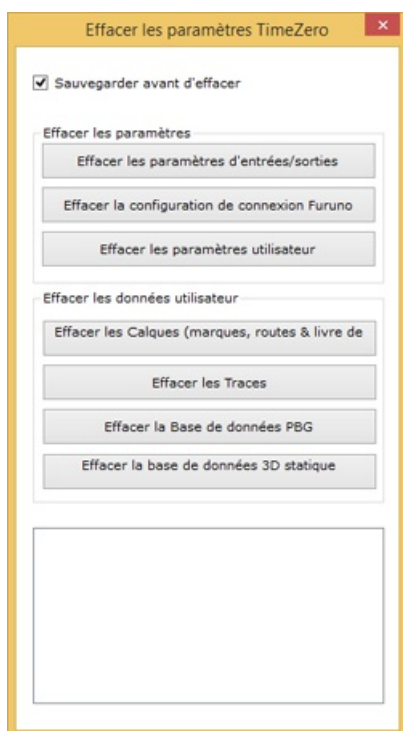 Effacer les paramètres TimeZero
Sauvegarder avant d'effacer
Effacer les paramètres
Effacer les paramètres d'entrées/sorties
Effacer la configuration de connexion Furuno
Effacer les paramètres utilisateur
Effacer les données utilisateur
Effacer les Calques (marques, routes & livre de
Effacer les Traces
Effacer la Base de données PBG
Effacer la base de données 3D statique